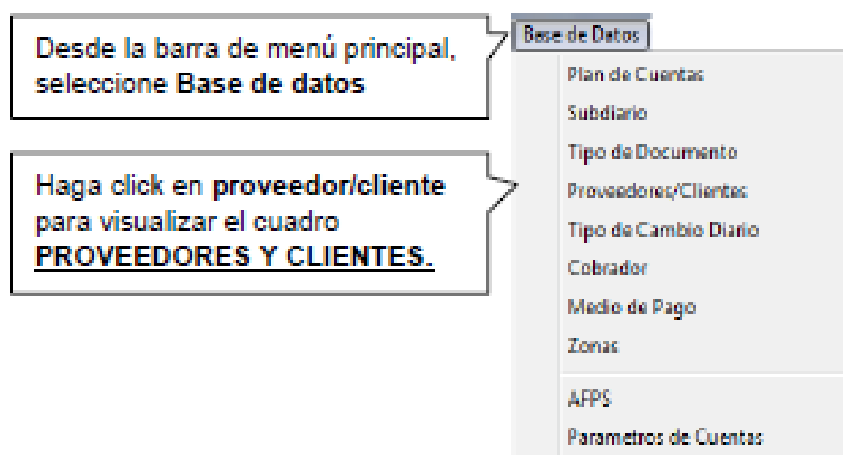 Desde la barra de menú principal,
seleccione Base de datos
Haga click en proveedor/cliente
para visualizar el cuadro
PROVEEDORES Y CLIENTES.
Base de Datos
Plan de Cuentas
Subdiario
Tipo de Documento
Proveedores/Clientes
Tipo de Cambio Diario
Cobrador
Medio de Pago
Zonas
AFPS
Parametros de Cuentas